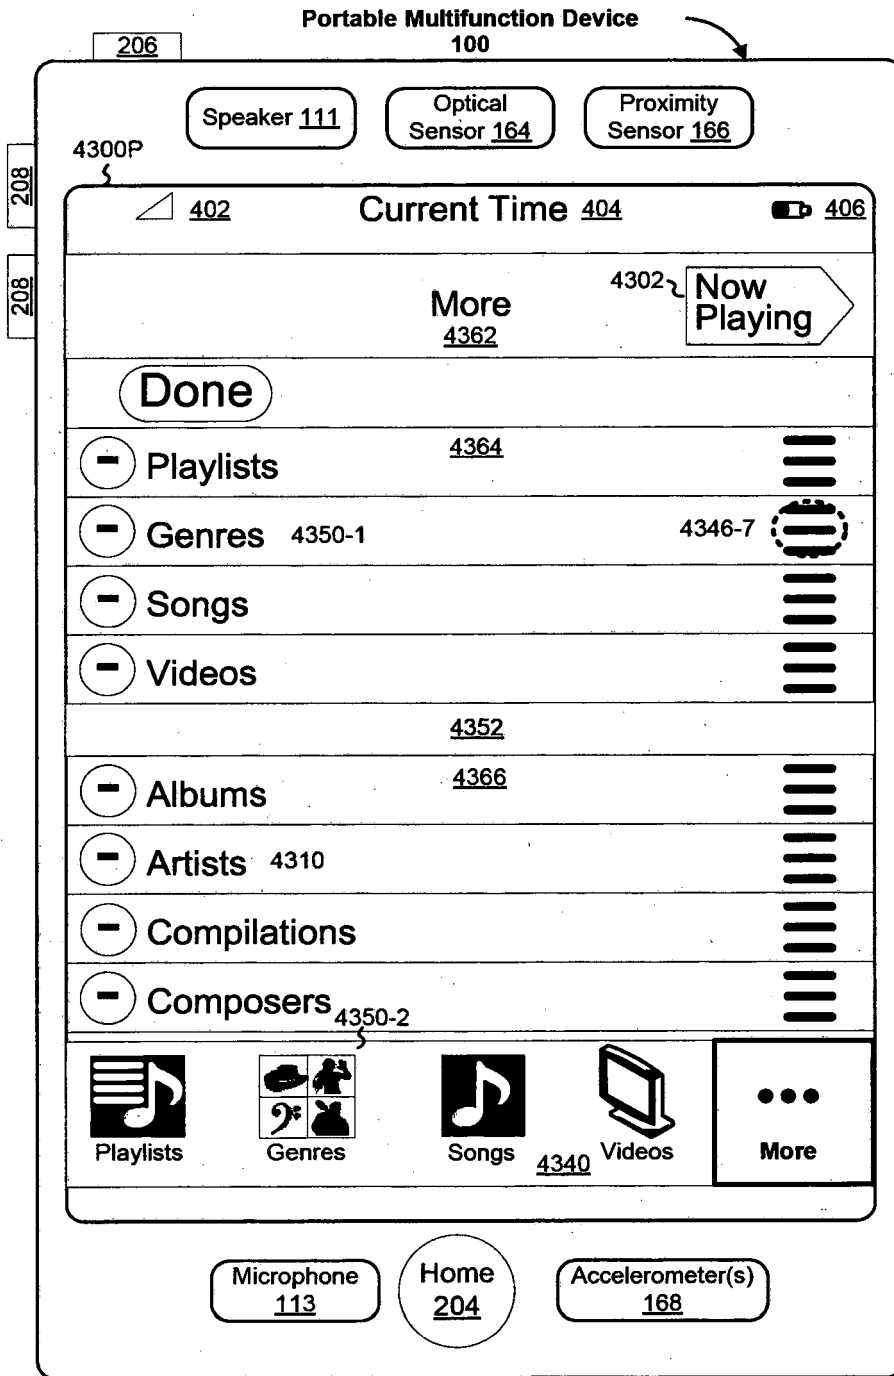 Portable Multifunction Device
100
206
Speaker 111
Optical
Sensor 164
Proximity
Sensor 166
4300P
208
208
402
Current Time 404
406
More
4362
4302
Now
Playing
Done
4364
Playlists
Genres 4350-1
4346-7
Songs
Videos
4352
4366
Albums
Artists 4310
Compilations
Composers
4350-2
Playlists
Genres
Songs
4340
Videos
More
Microphone
113
Home
204
Accelerometer(s)
168